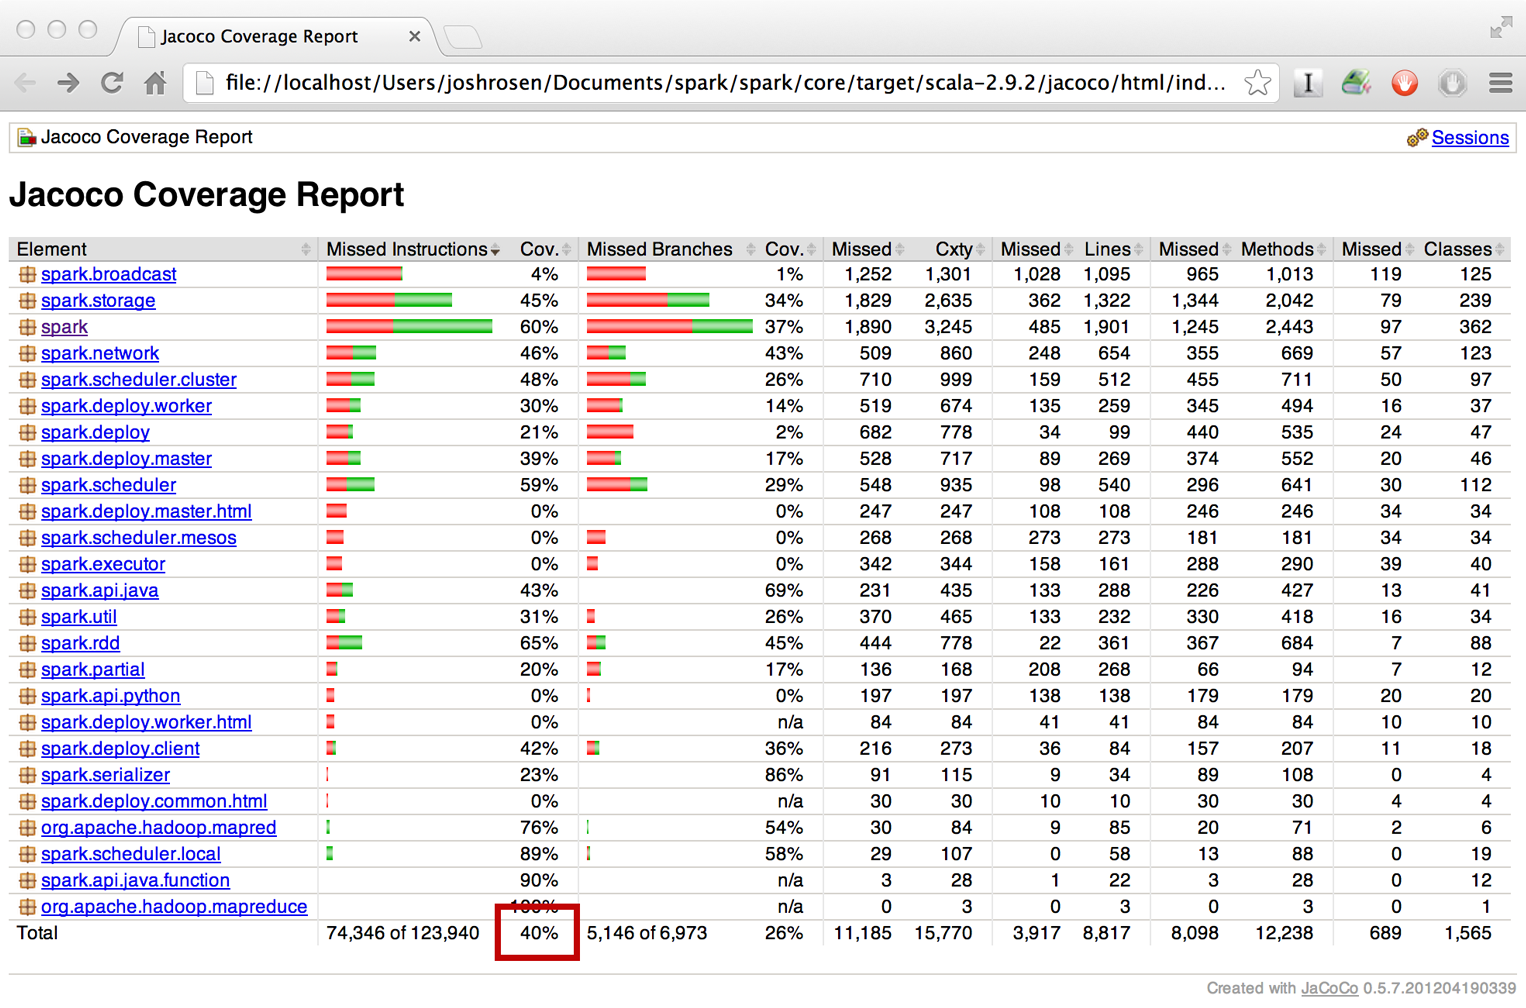 Jacoco Coverage Report
file://localhost/Users/joshrosen/Documents/spark/spark/core/target/scala-2.9.2/jacoco/html/ind...
Jacoco Coverage Report Sessions
Jacoco Coverage Report
Element Missed Instructions Cov. Missed Branches Cov. Missed Cxty Missed Lines Missed Methods Missed Classes
spark.broadcast 4% 1% 1,252 1,301 1,028 1,095 965 1,013 119 125
spark.storage 45% 34% 1,829 2,635 362 1,322 1,344 2,042 79 239
spark 60% 37% 1,890 3,245 485 1,901 1,245 2,443 97 362
spark.network 46% 43% 509 860 248 654 355 669 57 123
spark.scheduler.cluster 48% 26% 710 999 159 512 455 711 50 97
spark.deploy.worker 30% 14% 519 674 135 259 345 494 16 37
spark.deploy 21% 2% 682 778 34 99 440 535 24 47
spark.deploy.master 39% 17% 528 717 89 269 374 552 20 46
spark.scheduler 59% 29% 548 935 98 540 296 641 30 112
spark.deploy.master.html 0% 0% 247 247 108 108 246 246 34 34
spark.scheduler.mesos 0% 0% 268 268 273 273 181 181 34 34
spark.executor 0% 0% 342 344 158 161 288 290 39 40
spark.api.java 43% 69% 231 435 133 288 226 427 13 41
spark.util 31% 26% 370 465 133 232 330 418 16 34
spark.rdd 65% 45% 444 778 22 361 367 684 7 88
spark.partial 20% 17% 136 168 208 268 66 94 7 12
spark.api.python 0% 0% 197 197 138 138 179 179 20 20
spark.deploy.worker.html 0% n/a 84 84 41 41 84 84 10 10
spark.deploy.client 42% 36% 216 273 36 84 157 207 11 18
spark.serializer 23% 86% 91 115 9 34 89 108 0 4
spark.deploy.common.html 0% n/a 30 30 10 10 30 30 4 4
org.apache.hadoop.mapred 76% 54% 30 84 9 85 20 71 2 6
spark.scheduler.local 89% 58% 29 107 0 58 13 88 0 19
spark.api.java.function 90% n/a 3 28 1 22 3 28 0 12
org.apache.hadoop.mapreduce 100% n/a 0 3 0 3 0 3 0 1
Total 74,346 of 123,940 40% 5,146 of 6,973 26% 11,185 15,770 3,917 8,817 8,098 12,238 689 1,565
Created with JaCoCo 0.5.7.201204190339